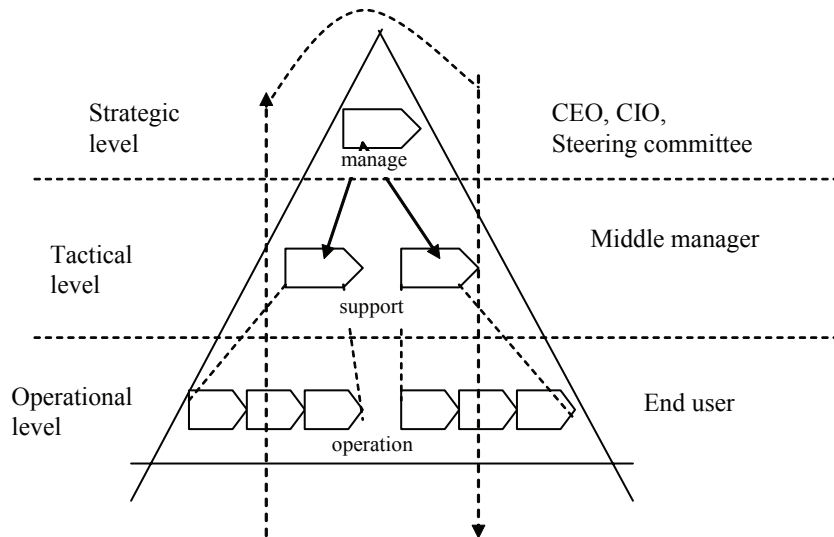 Strategic
level
CEO, CIO,
Steering committee
manage
Tactical
level
Middle manager
support
Operational
level
End user
operation